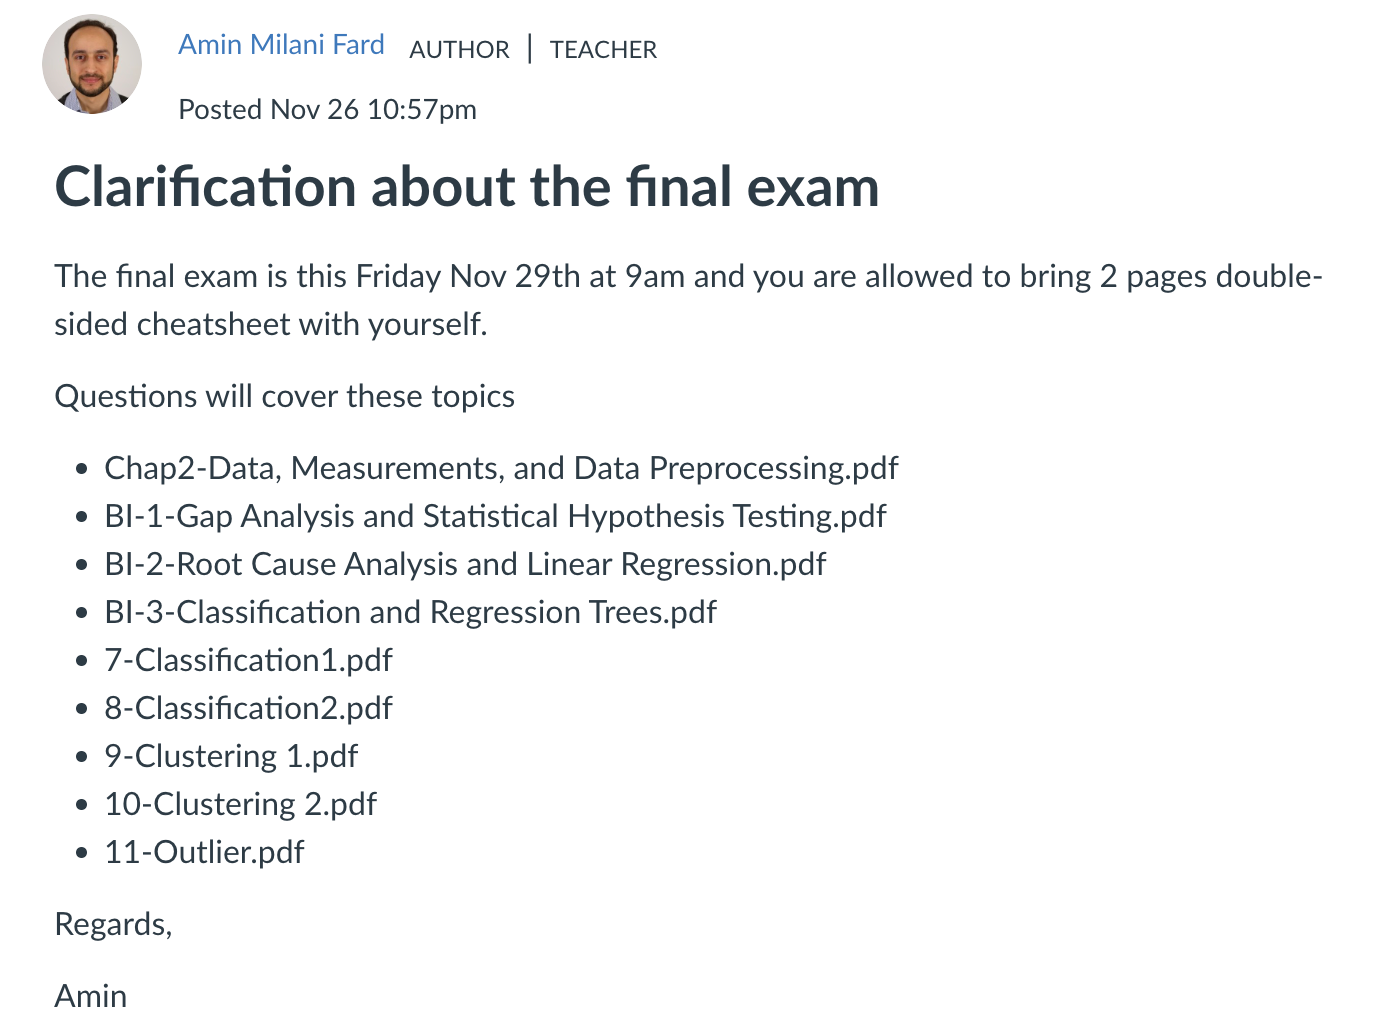 Amin Milani Fard AUTHOR | TEACHER
Posted Nov 26 10:57pm
Clarification about the final exam
The final exam is this Friday Nov 29th at 9am and you are allowed to bring 2 pages double-
sided cheatsheet with yourself.
Questions will cover these topics
• Chap2-Data, Measurements, and Data Preprocessing.pdf
• BI-1-Gap Analysis and Statistical Hypothesis Testing.pdf
• BI-2-Root Cause Analysis and Linear Regression.pdf
• BI-3-Classification and Regression Trees.pdf
• 7-Classification1.pdf
• 8-Classification2.pdf
• 9-Clustering 1.pdf
• 10-Clustering 2.pdf
• 11-Outlier.pdf
Regards,
Amin